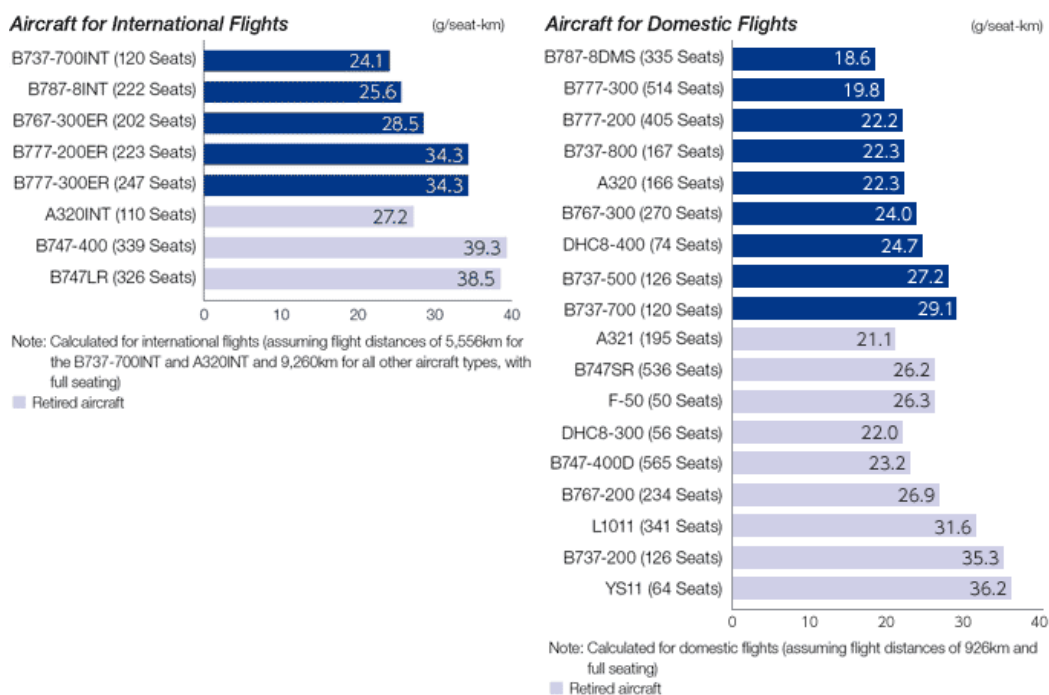 Aircraft for International Flights (g/seat-km)
B737-700INT (120 Seats) 24.1
B787-8INT (222 Seats) 25.6
B767-300ER (202 Seats) 28.5
B777-200ER (223 Seats) 34.3
B777-300ER (247 Seats) 34.3
A320INT (110 Seats) 27.2
B747-400 (339 Seats) 39.3
B747LR (326 Seats) 38.5
0 10 20 30 40
Note: Calculated for international flights (assuming flight distances of 5,556km for
the B737-700INT and A320INT and 9,260km for all other aircraft types, with
full seating)
Retired aircraft
Aircraft for Domestic Flights (g/seat-km)
B787-8DMS (335 Seats) 18.6
B777-300 (514 Seats) 19.8
B777-200 (405 Seats) 22.2
B737-800 (167 Seats) 22.3
A320 (166 Seats) 22.3
B767-300 (270 Seats) 24.0
DHC8-400 (74 Seats) 24.7
B737-500 (126 Seats) 27.2
B737-700 (120 Seats) 29.1
A321 (195 Seats) 21.1
B747SR (536 Seats) 26.2
F-50 (50 Seats) 26.3
DHC8-300 (56 Seats) 22.0
B747-400D (565 Seats) 23.2
B767-200 (234 Seats) 26.9
L1011 (341 Seats) 31.6
B737-200 (126 Seats) 35.3
YS11 (64 Seats) 36.2
0 10 20 30 40
Note: Calculated for domestic flights (assuming flight distances of 926km and
full seating)
Retired aircraft